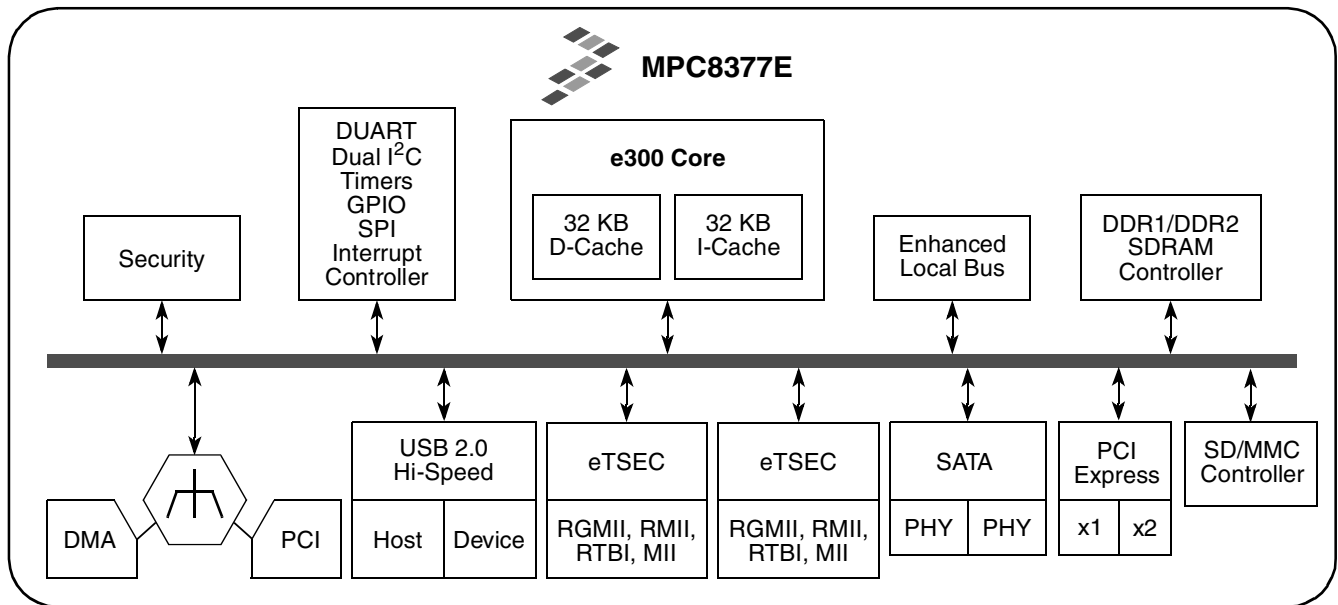 MPC8377E
DUART
Dual I²C
Timers
GPIO
SPI
Interrupt
Controller
e300 Core
32 KB
D-Cache
32 KB
I-Cache
Security
Enhanced
Local Bus
DDR1/DDR2
SDRAM
Controller
DMA
PCI
USB 2.0
Hi-Speed
Host
Device
eTSEC
RGMII, RMII,
RTBI, MII
eTSEC
RGMII, RMII,
RTBI, MII
SATA
PHY
PHY
PCI
Express
x1
x2
SD/MMC
Controller